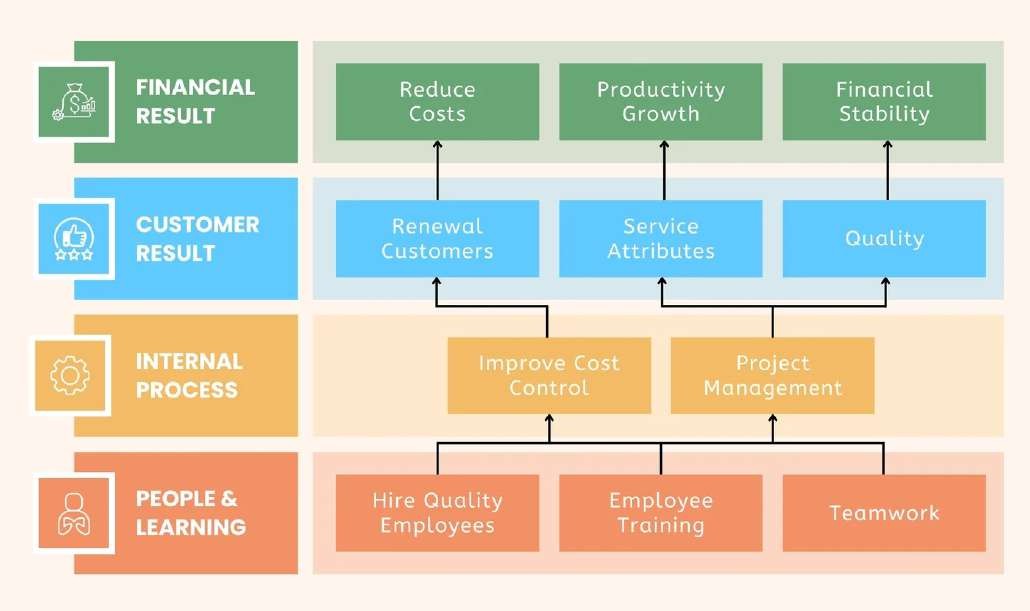 FINANCIAL
RESULT
Reduce
Costs
Productivity
Growth
Financial
Stability
CUSTOMER
RESULT
Renewal
Customers
Service
Attributes
Quality
INTERNAL
PROCESS
Improve Cost
Control
Project
Management
PEOPLE &
LEARNING
Hire Quality
Employees
Employee
Training
Teamwork